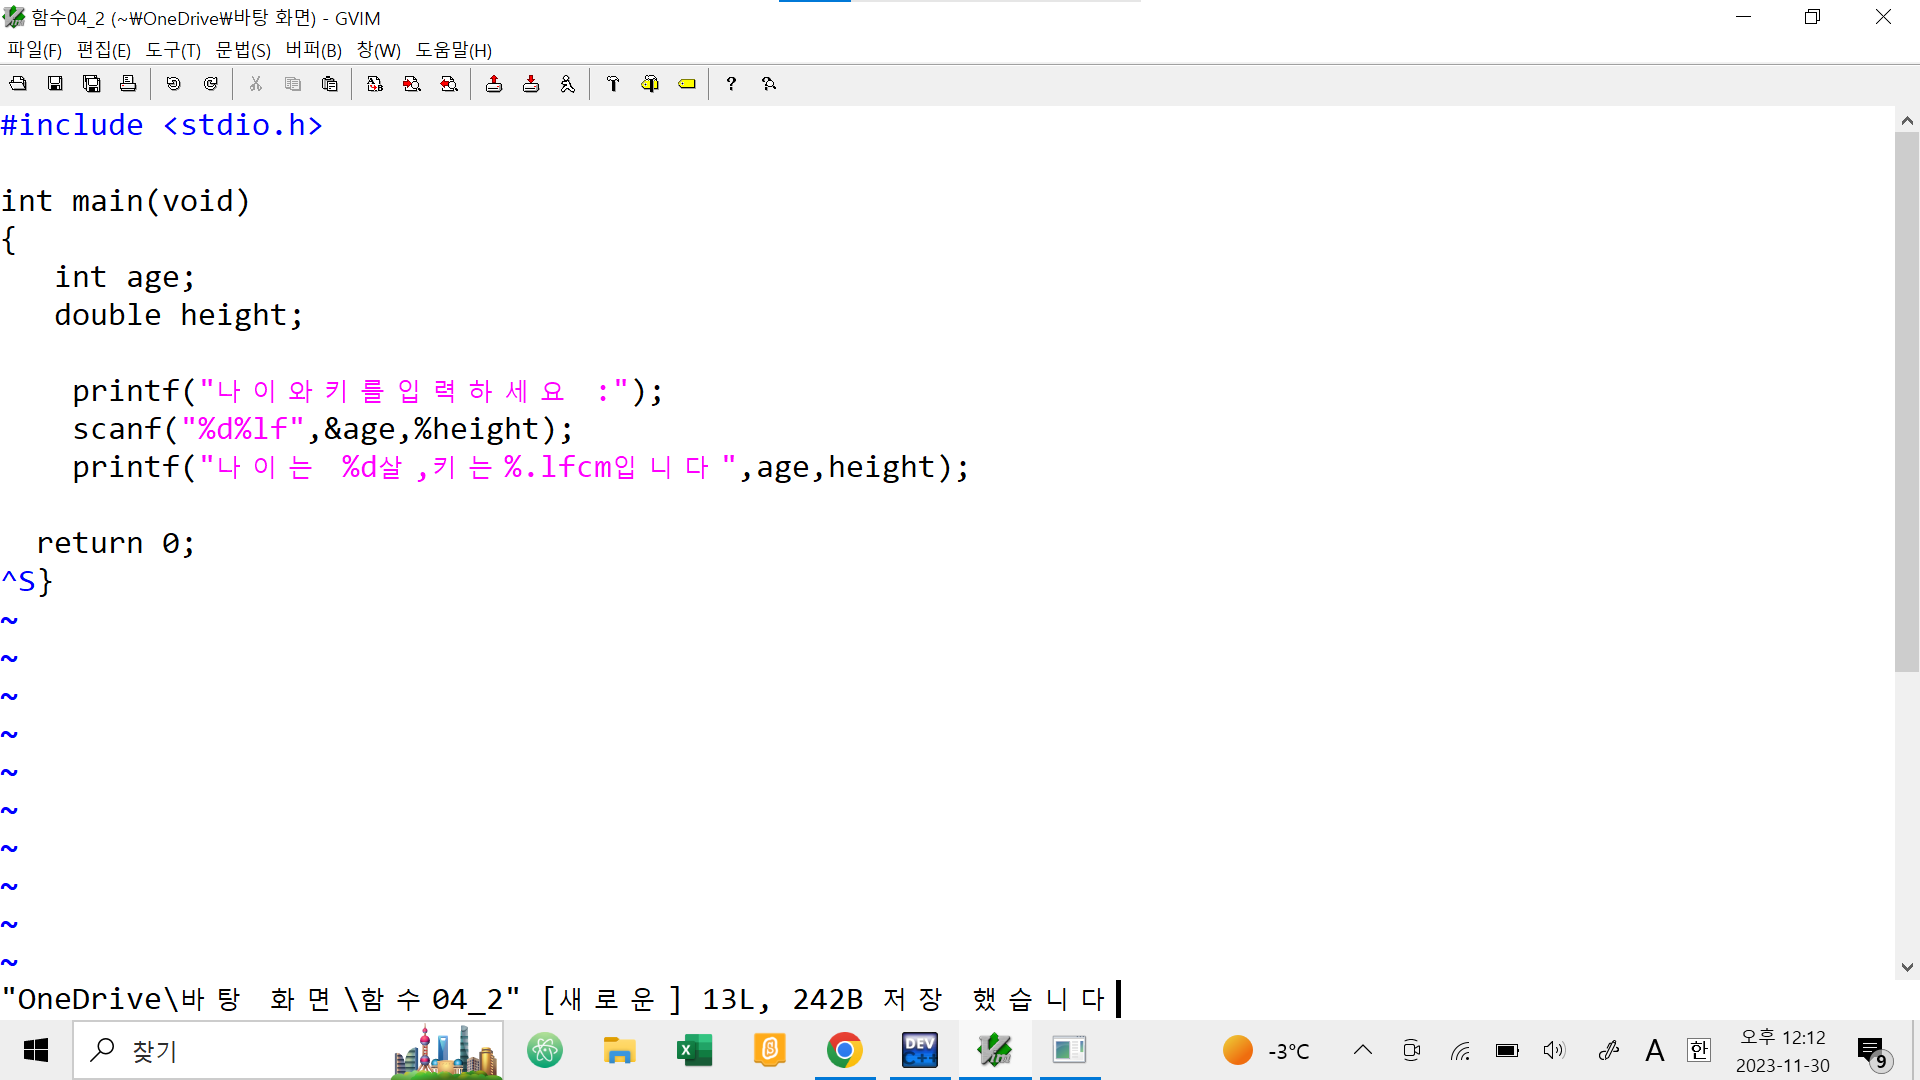 함수04_2 (~\OneDrive\바탕 화면) - GVIM
파일(F) 편집(E) 도구(T) 문법(S) 버퍼(B) 창(W) 도움말(H)
#include <stdio.h>
int main(void)
{
int age;
double height;
printf("나이와키를입력하세요 :");
scanf("%d%lf",&age,%height);
printf("나이는 %d살,키는%.lfcm입니다",age,height);
return 0;
^S}
~
~
~
~
~
~
~
~
~
~
"OneDrive\바탕 화면\함수04_2" [새로운] 13L, 242B 저장 했습니다
찾기
DEV C++
-3℃
A
한
오후 12:12
2023-11-30
9